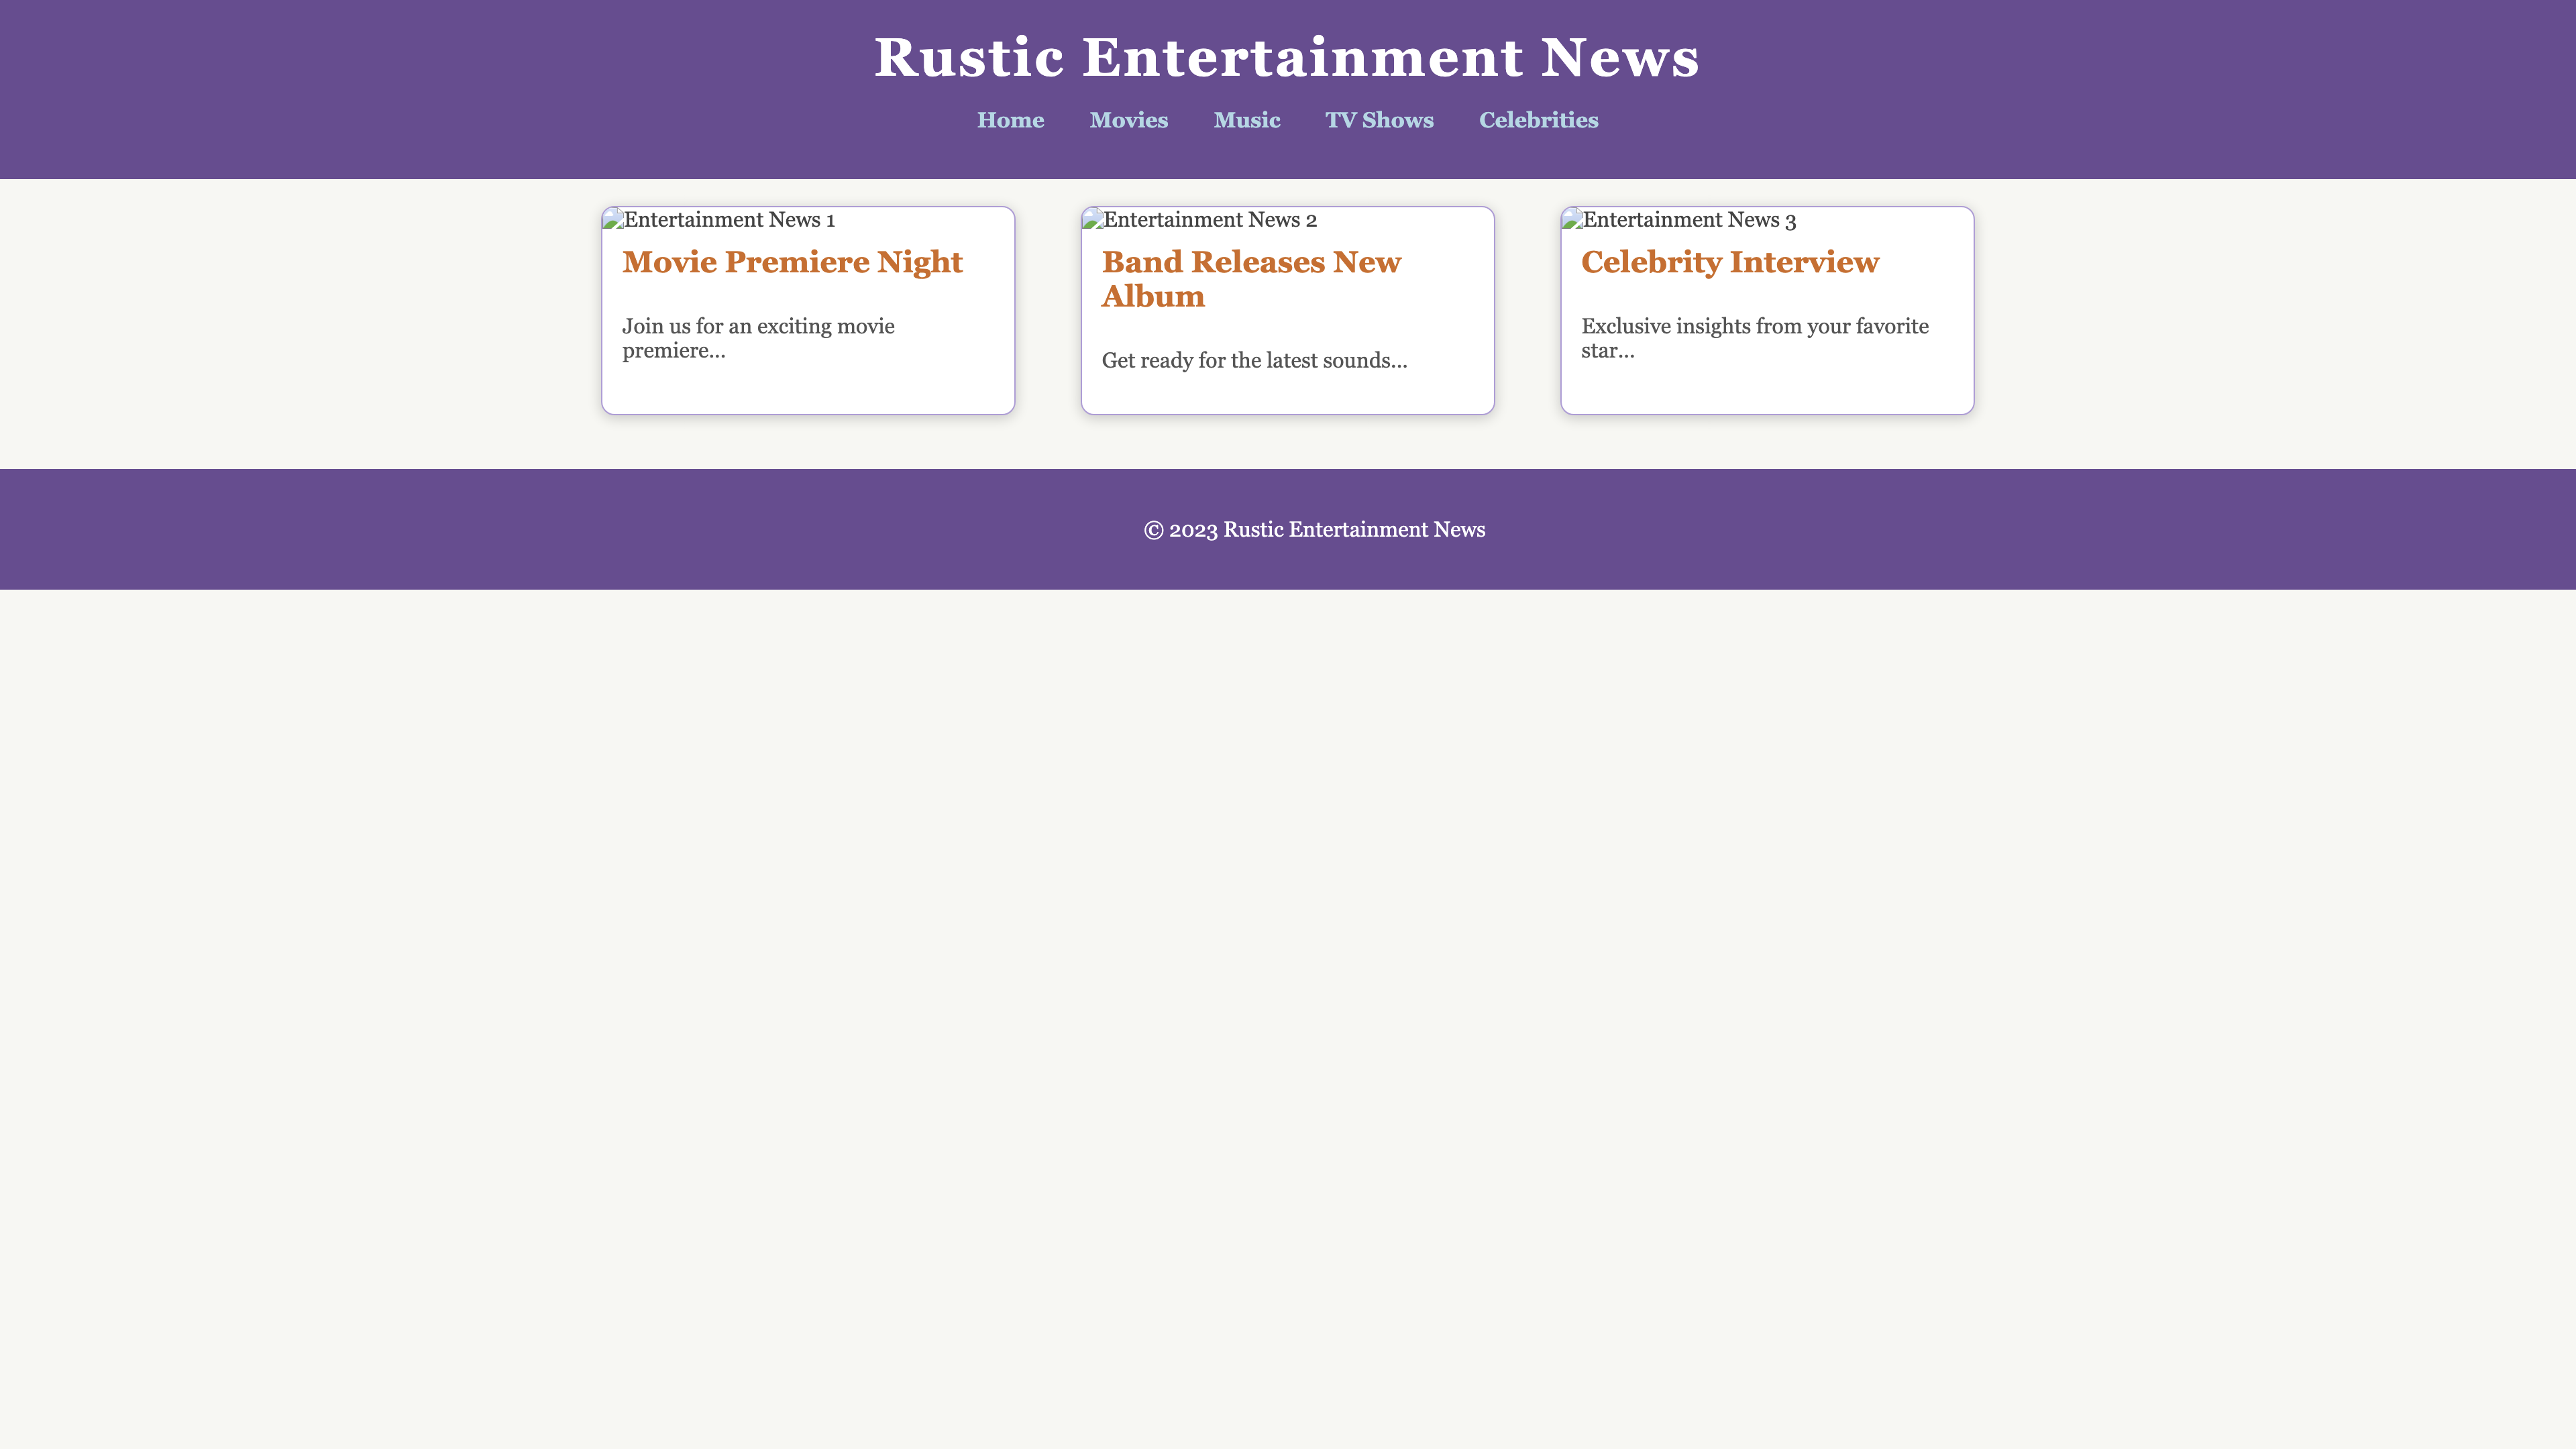 Rustic Entertainment News
Home Movies Music TV Shows Celebrities
Entertainment News 1
Movie Premiere Night
Join us for an exciting movie
premiere...
Entertainment News 2
Band Releases New
Album
Get ready for the latest sounds...
Entertainment News 3
Celebrity Interview
Exclusive insights from your favorite
star...
© 2023 Rustic Entertainment News